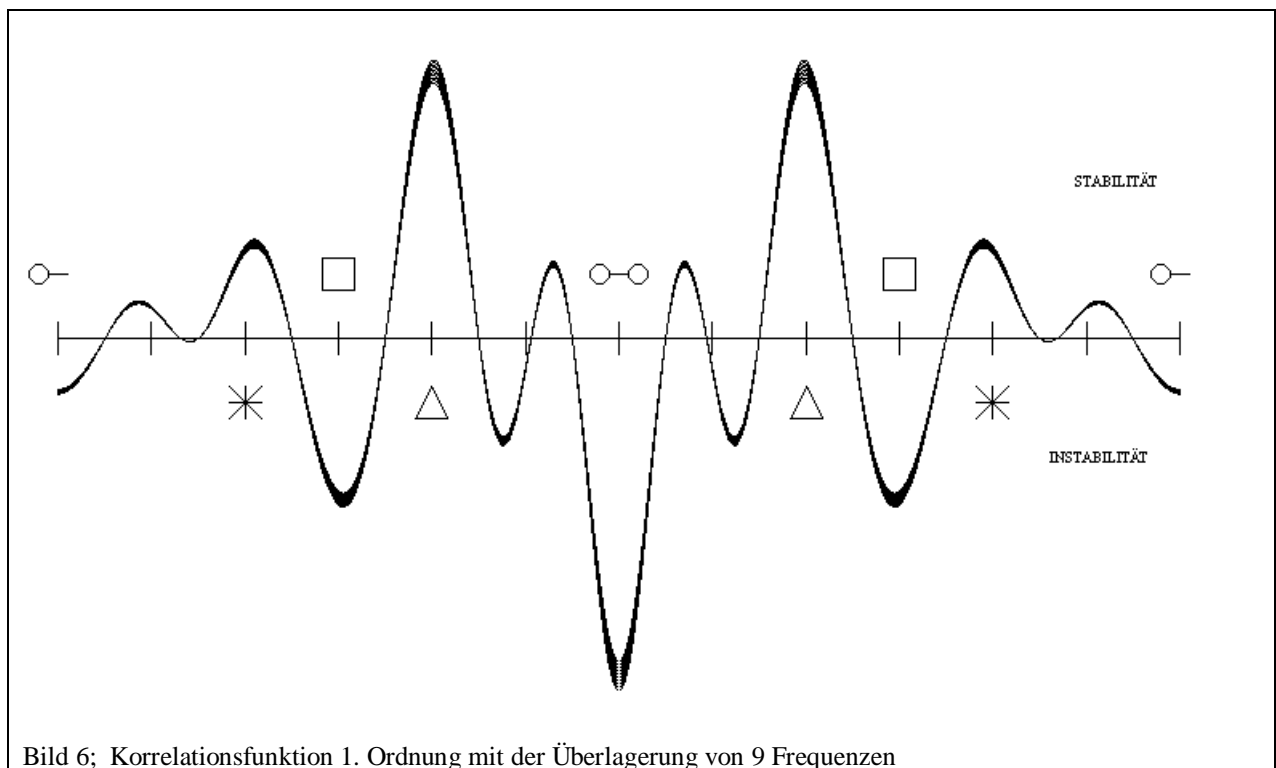 STABILITÄT
INSTABILITÄT
Bild 6;  Korrelationsfunktion 1. Ordnung mit der Überlagerung von 9 Frequenzen